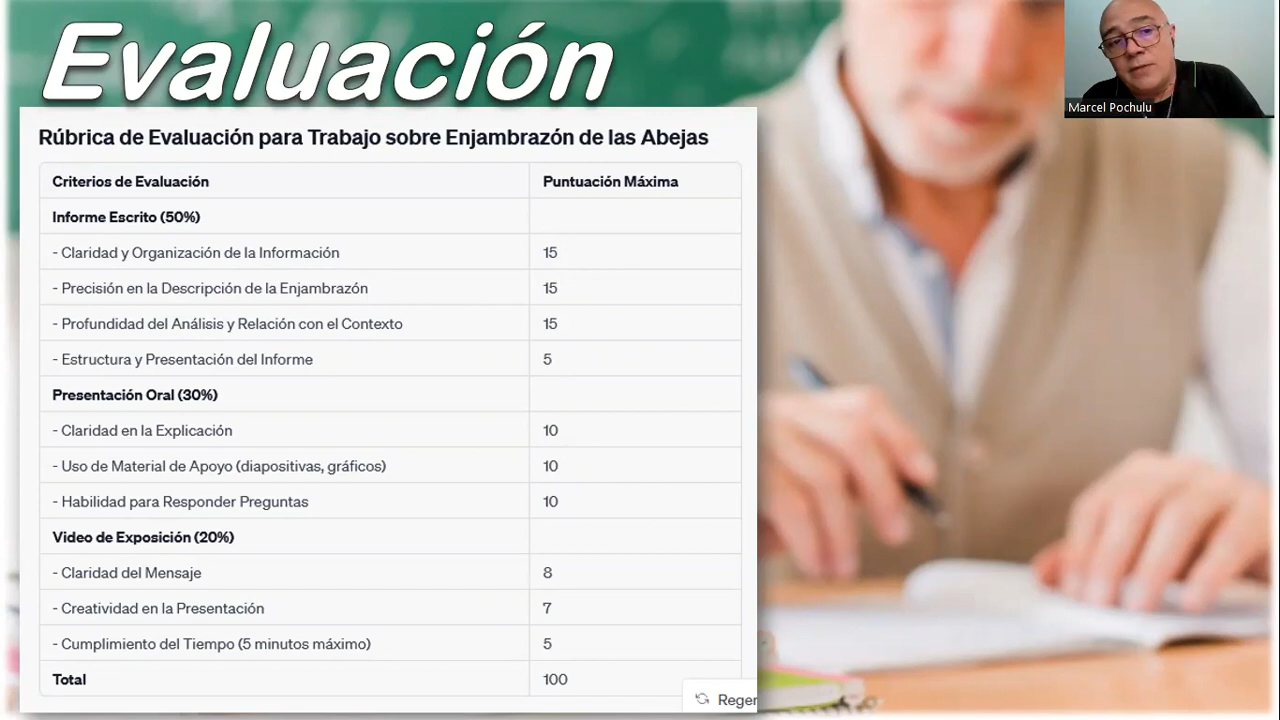 Evaluación
Marcel Pochulu
Rúbrica de Evaluación para Trabajo sobre Enjambrazón de las Abejas
Criterios de Evaluación Puntuación Máxima
Informe Escrito (50%)
- Claridad y Organización de la Información 15
- Precisión en la Descripción de la Enjambrazón 15
- Profundidad del Análisis y Relación con el Contexto 15
- Estructura y Presentación del Informe 5
Presentación Oral (30%)
- Claridad en la Explicación 10
- Uso de Material de Apoyo (diapositivas, gráficos) 10
- Habilidad para Responder Preguntas 10
Video de Exposición (20%)
- Claridad del Mensaje 8
- Creatividad en la Presentación 7
- Cumplimiento del Tiempo (5 minutos máximo) 5
Total 100
Reger